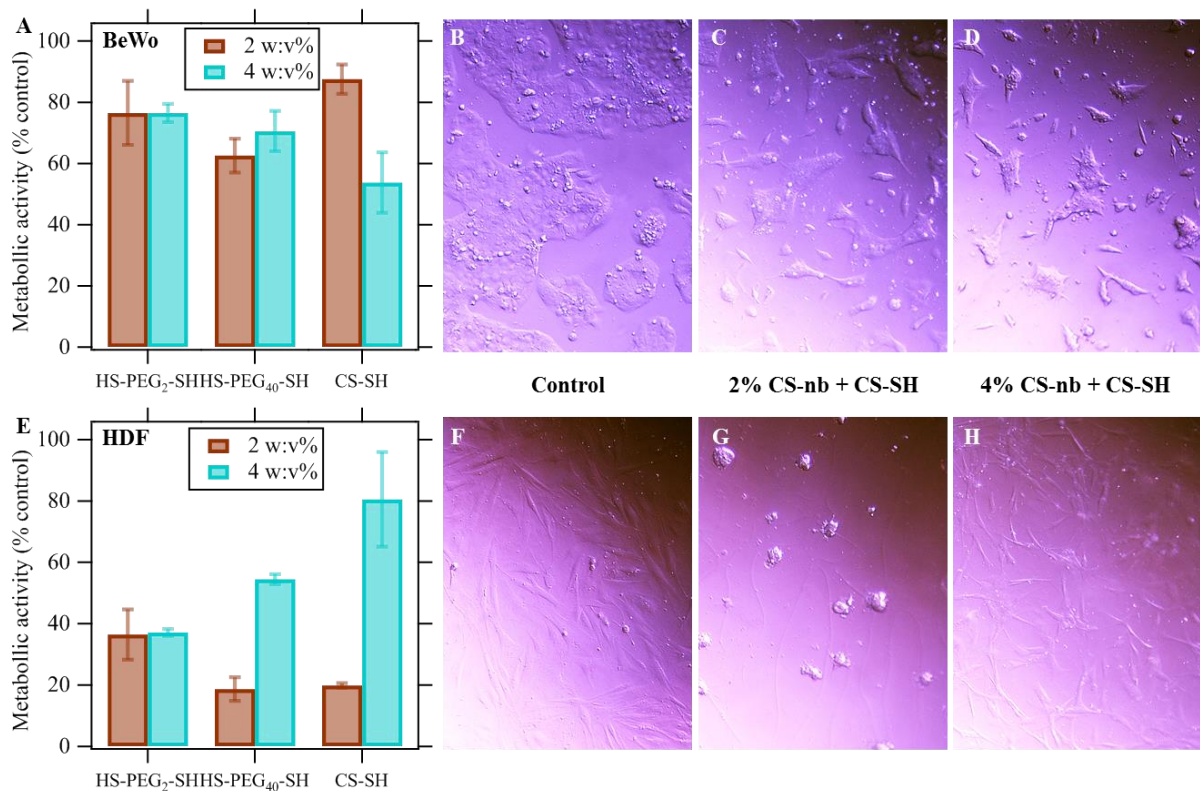 A
BeWo
2 w:v%
4 w:v%
Metabollic activity (% control)
100
80
60
40
20
0
HS-PEG₂-SH
HS-PEG₄₀-SH
CS-SH
B
C
D
Control
2% CS-nb + CS-SH
4% CS-nb + CS-SH
E
HDF
2 w:v%
4 w:v%
Metabollic activity (% control)
100
80
60
40
20
0
HS-PEG₂-SH
HS-PEG₄₀-SH
CS-SH
F
G
H